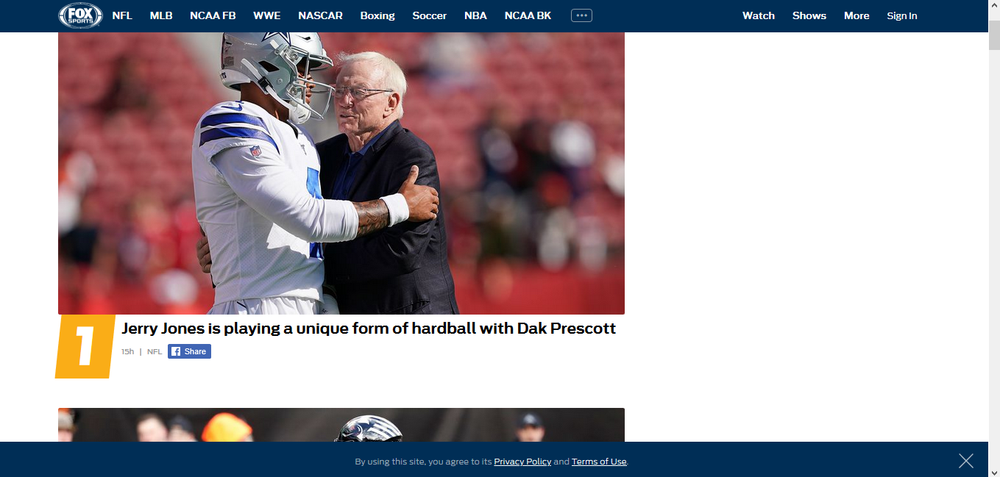 FOX SPORTS NFL MLB NCAA FB WWE NASCAR Boxing Soccer NBA NCAA BK Watch Shows More Sign In
1 Jerry Jones is playing a unique form of hardball with Dak Prescott
15h | NFL Share
By using this site, you agree to its Privacy Policy and Terms of Use.